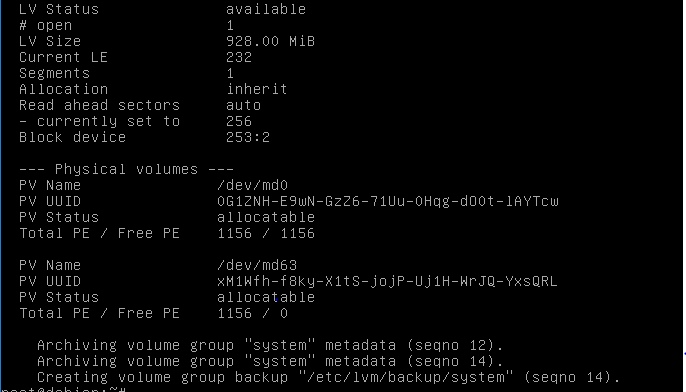 LV Status available
# open 1
LV Size 928.00 MiB
Current LE 232
Segments 1
Allocation inherit
Read ahead sectors auto
- currently set to 256
Block device 253:2
--- Physical volumes ---
PV Name /dev/md0
PV UUID 0G1ZNH-E9wN-GzZ6-71Uu-0Hqg-dO0t-lAYTcw
PV Status allocatable
Total PE / Free PE 1156 / 1156
PV Name /dev/md63
PV UUID xM1Wfh-f8ky-X1tS-jojP-Uj1H-WrJQ-YxsQRL
PV Status allocatable
Total PE / Free PE 1156 / 0
Archiving volume group "system" metadata (seqno 12).
Archiving volume group "system" metadata (seqno 14).
Creating volume group backup "/etc/lvm/backup/system" (seqno 14).
root@debian:~#